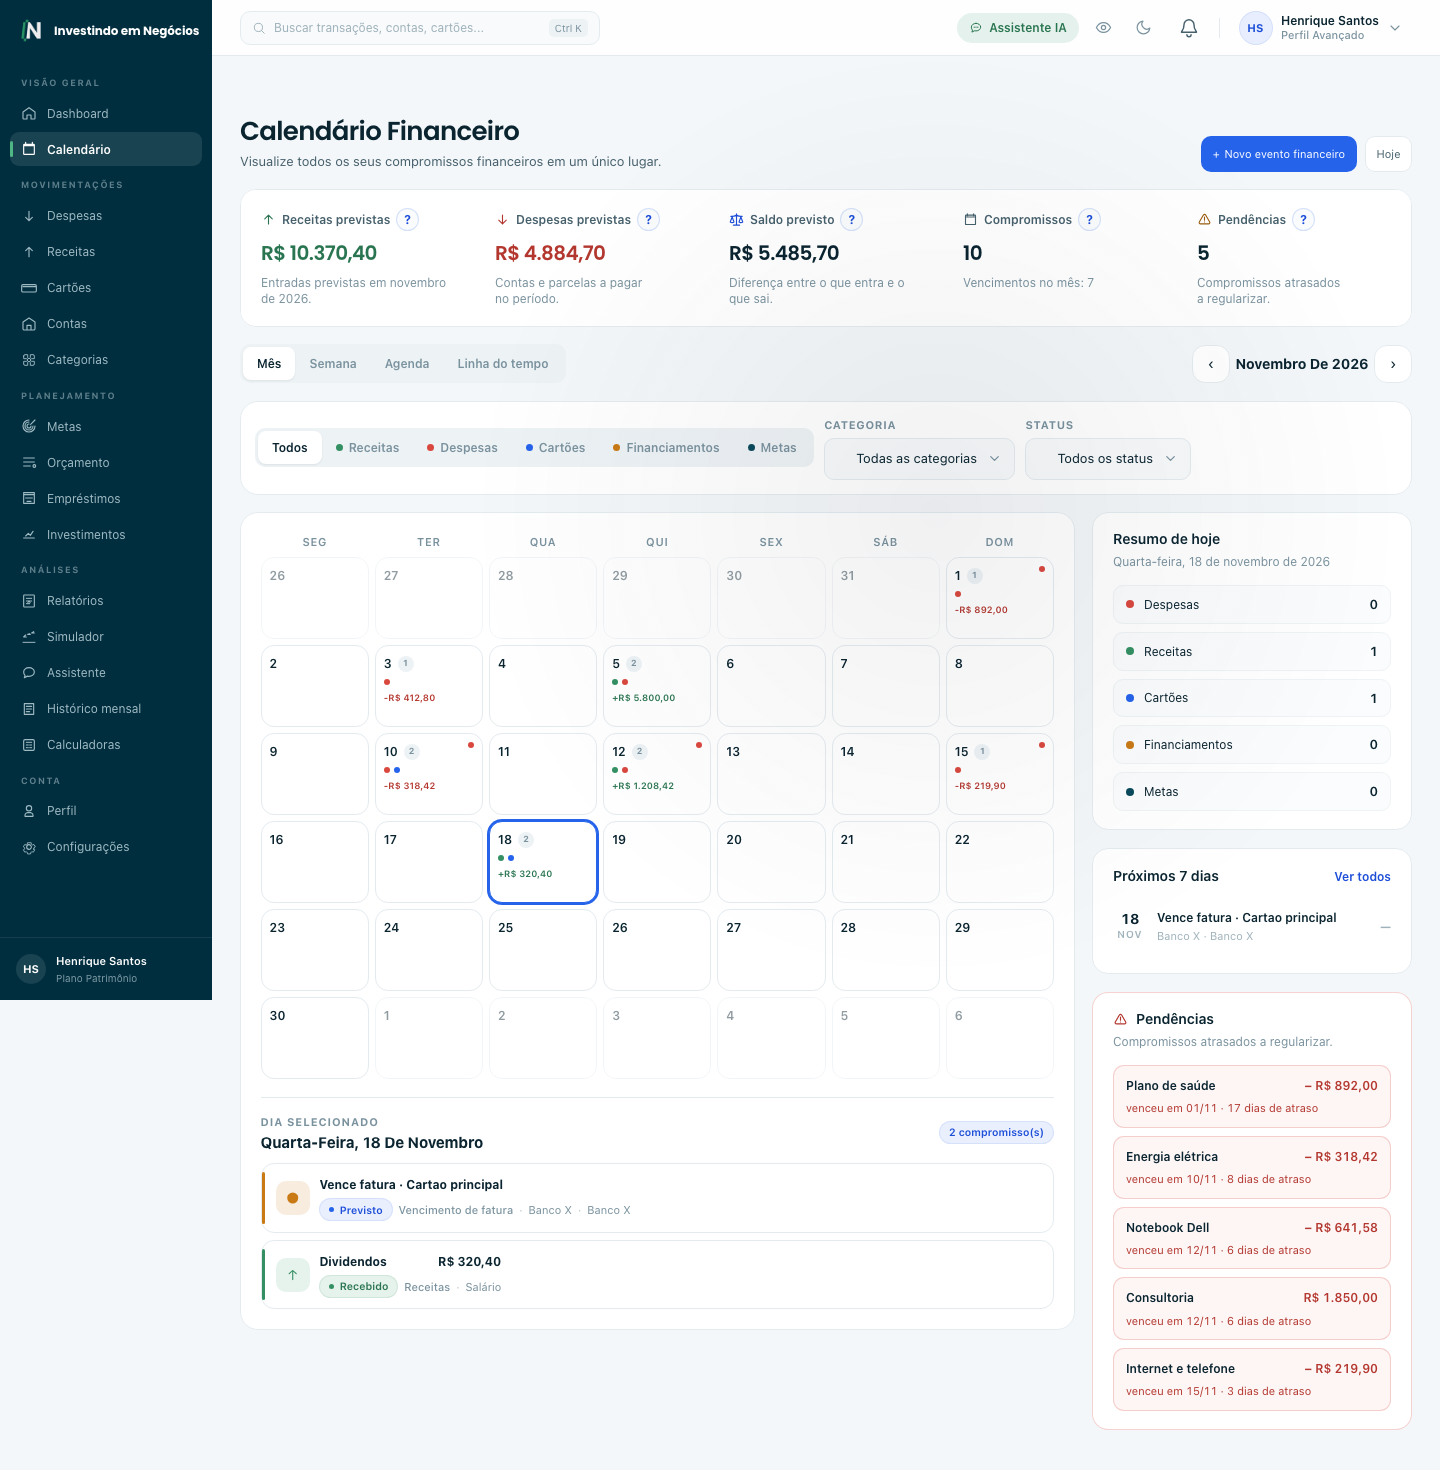 Investindo em Negócios
VISÃO GERAL
Dashboard
Calendário
MOVIMENTAÇÕES
Despesas
Receitas
Cartões
Contas
Categorias
PLANEJAMENTO
Metas
Orçamento
Empréstimos
Investimentos
ANÁLISES
Relatórios
Simulador
Assistente
Histórico mensal
Calculadoras
CONTA
Perfil
Configurações
HS
Henrique Santos
Plano Patrimônio
Buscar transações, contas, cartões...
Ctrl K
Assistente IA
HS
Henrique Santos
Perfil Avançado
Calendário Financeiro
Visualize todos os seus compromissos financeiros em um único lugar.
+ Novo evento financeiro
Hoje
Receitas previstas ?
R$ 10.370,40
Entradas previstas em novembro
de 2026.
Despesas previstas ?
R$ 4.884,70
Contas e parcelas a pagar
no período.
Saldo previsto ?
R$ 5.485,70
Diferença entre o que entra e o
que sai.
Compromissos ?
10
Vencimentos no mês: 7
Pendências ?
5
Compromissos atrasados
a regularizar.
Mês Semana Agenda Linha do tempo
‹ Novembro De 2026 ›
Todos Receitas Despesas Cartões Financiamentos Metas
CATEGORIA
Todas as categorias
STATUS
Todos os status
SEG TER QUA QUI SEX SÁB DOM
26 27 28 29 30 31 1 1
-R$ 892,00
2 3 1 4 5 2 6 7 8
-R$ 412,80 +R$ 5.800,00
9 10 2 11 12 2 13 14 15 1
-R$ 318,42 +R$ 1.208,42 -R$ 219,90
16 17 18 2 19 20 21 22
+R$ 320,40
23 24 25 26 27 28 29
30 1 2 3 4 5 6
DIA SELECIONADO
Quarta-Feira, 18 De Novembro
2 compromisso(s)
Vence fatura · Cartao principal
Previsto Vencimento de fatura · Banco X · Banco X
Dividendos R$ 320,40
Recebido Receitas · Salário
Resumo de hoje
Quarta-feira, 18 de novembro de 2026
Despesas 0
Receitas 1
Cartões 1
Financiamentos 0
Metas 0
Próximos 7 dias Ver todos
18
NOV
Vence fatura · Cartao principal
Banco X · Banco X
—
Pendências
Compromissos atrasados a regularizar.
Plano de saúde – R$ 892,00
venceu em 01/11 · 17 dias de atraso
Energia elétrica – R$ 318,42
venceu em 10/11 · 8 dias de atraso
Notebook Dell – R$ 641,58
venceu em 12/11 · 6 dias de atraso
Consultoria R$ 1.850,00
venceu em 12/11 · 6 dias de atraso
Internet e telefone – R$ 219,90
venceu em 15/11 · 3 dias de atraso